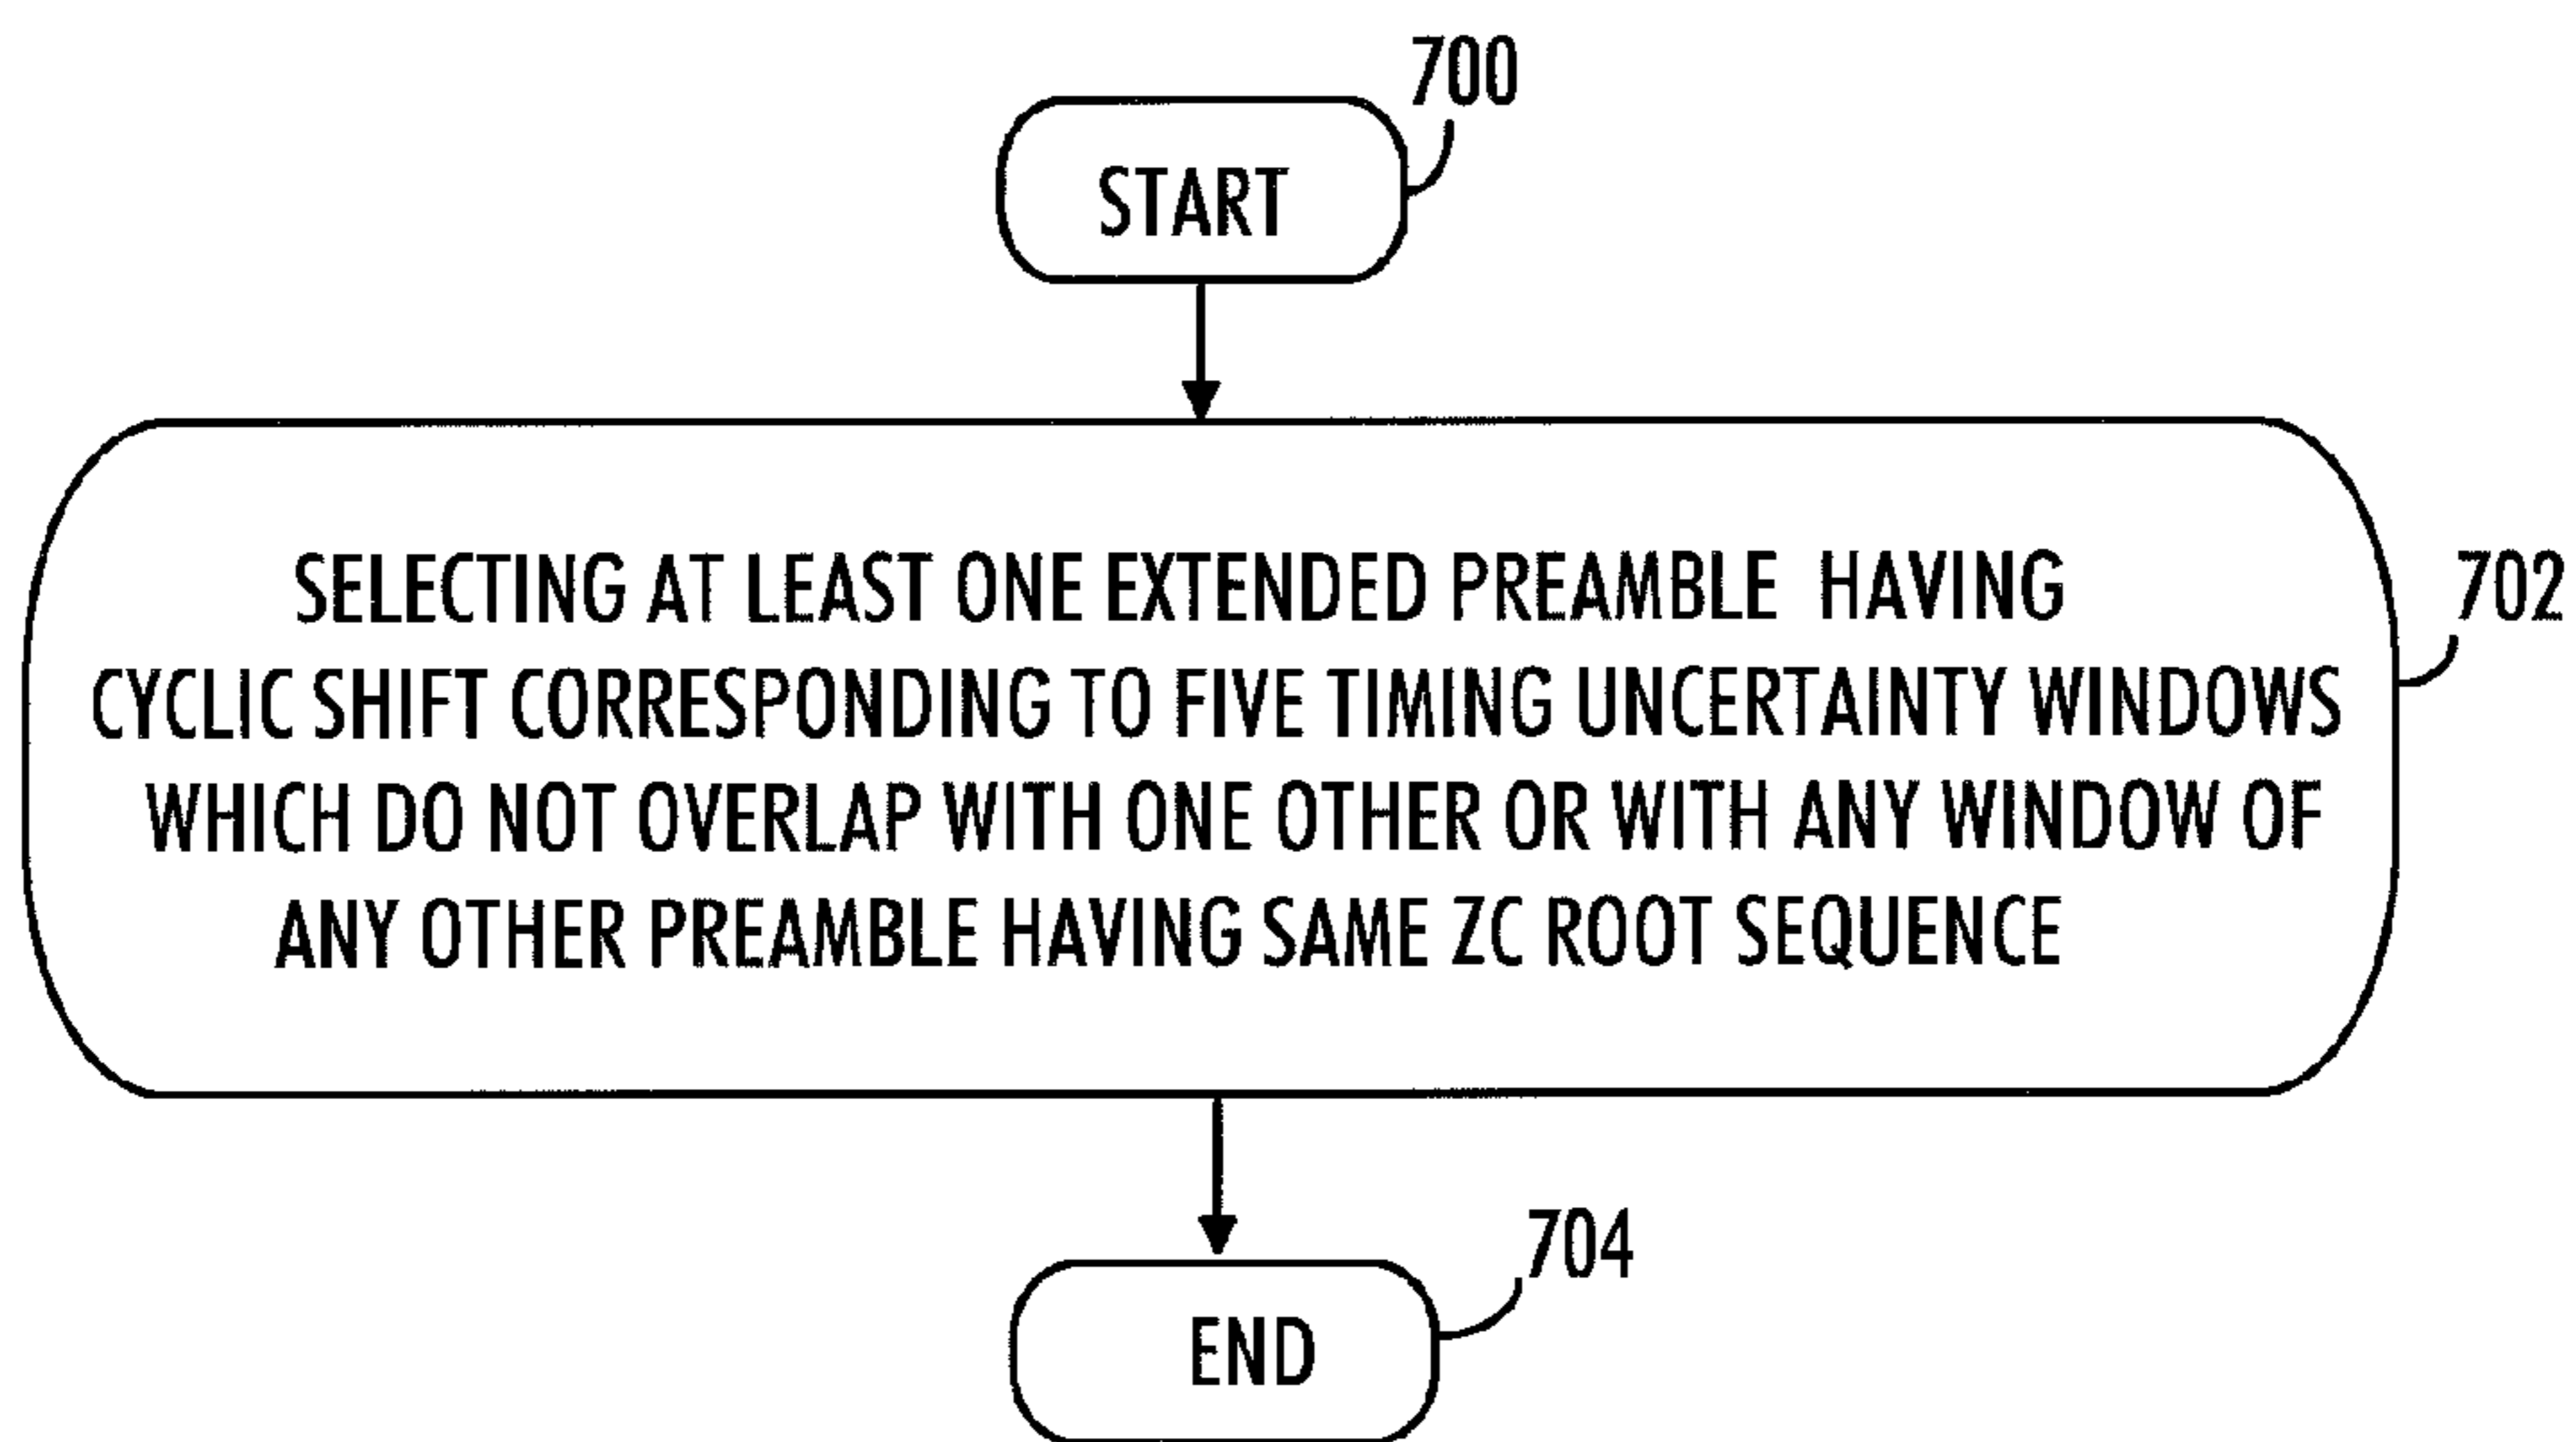 700
START
SELECTING AT LEAST ONE EXTENDED PREAMBLE HAVING
702
CYCLIC SHIFT CORRESPONDING TO FIVE TIMING UNCERTAINTY WINDOWS
WHICH DO NOT OVERLAP WITH ONE OTHER OR WITH ANY WINDOW OF
ANY OTHER PREAMBLE HAVING SAME ZC ROOT SEQUENCE
704
END